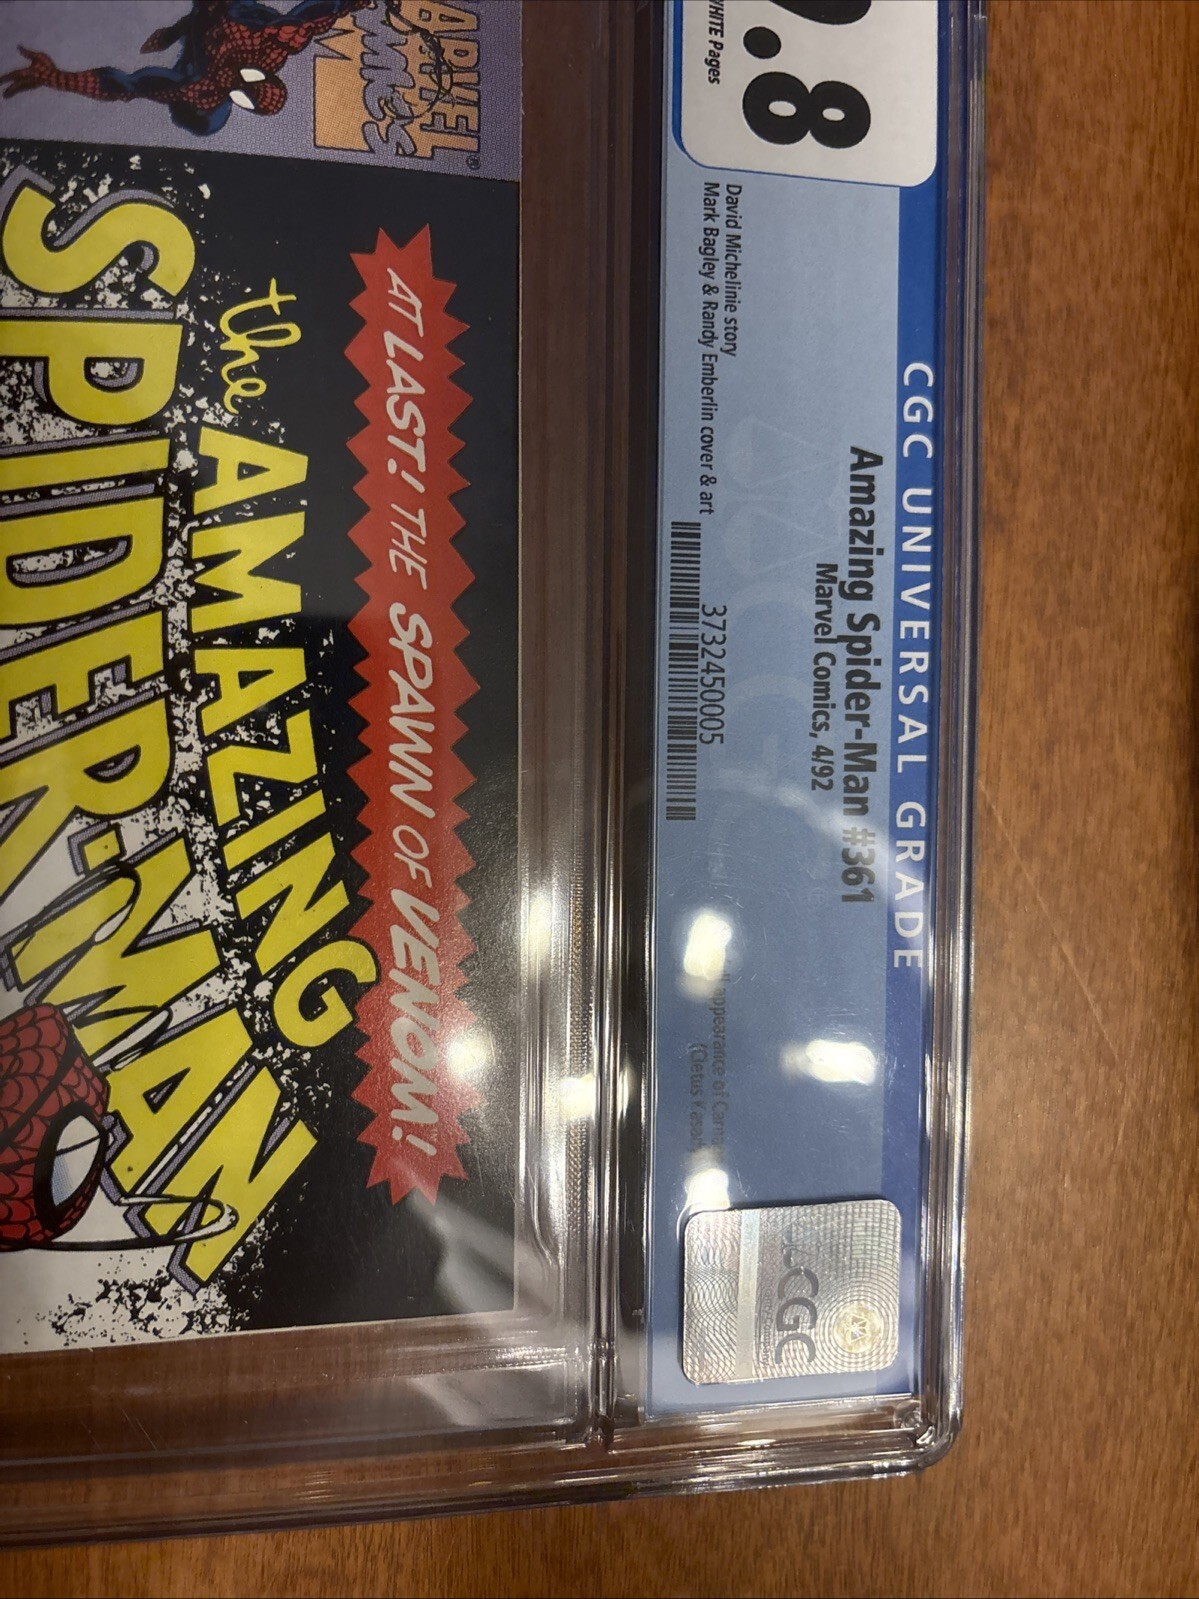 CGC UNIVERSAL GRADE
.8
WHITE Pages
Amazing Spider-Man #361
Marvel Comics, 4/92
David Michelinie story
Mark Bagley & Randy Emberlin cover & art
appearance of
(Cletus
3732450005
CGC
MARVEL®
COMICS
AT LAST! THE SPAWN OF VENOM!
the
AMAZING
SPIDER-MAN